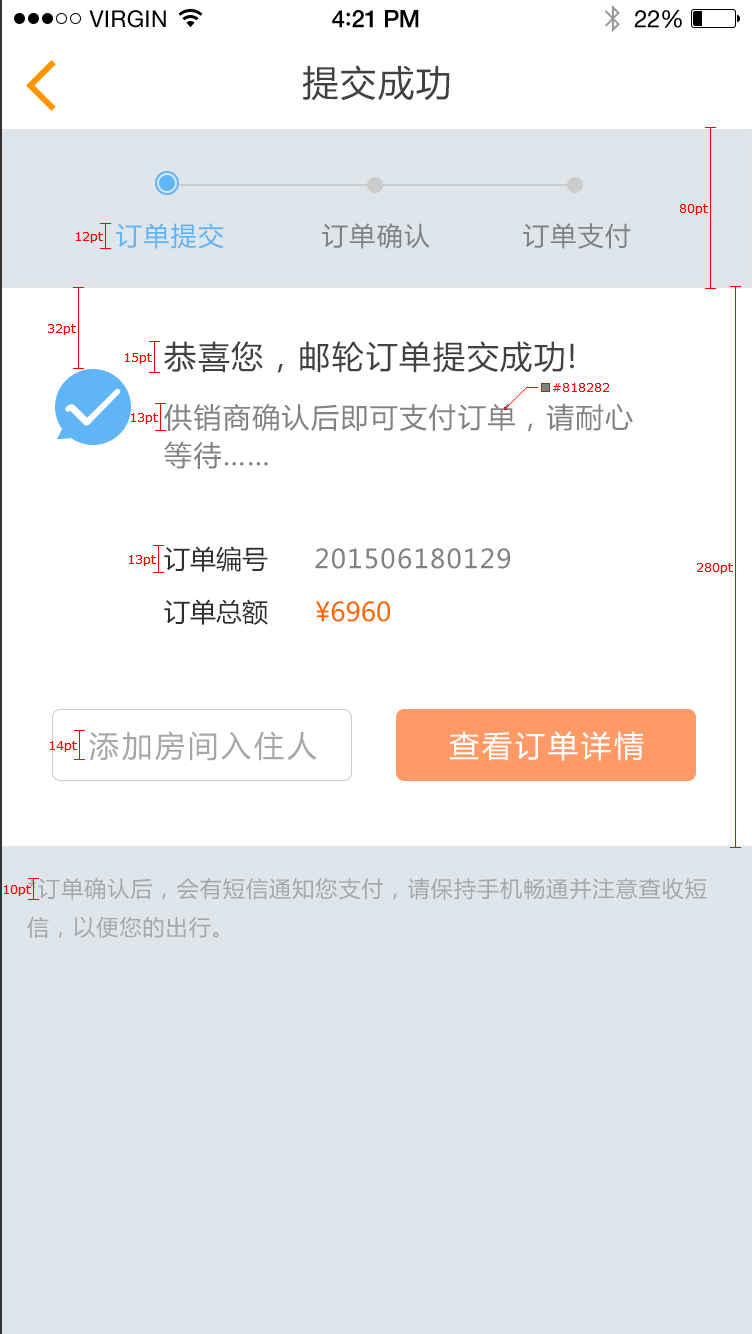 VIRGIN 4:21 PM 22%
提交成功
80pt
12pt 订单提交 订单确认 订单支付
32pt
15pt 恭喜您，邮轮订单提交成功!
#818282
13pt 供销商确认后即可支付订单，请耐心
等待……
13pt 订单编号 201506180129
280pt
订单总额 ¥6960
14pt 添加房间入住人 查看订单详情
10pt *订单确认后，会有短信通知您支付，请保持手机畅通并注意查收短
信，以便您的出行。